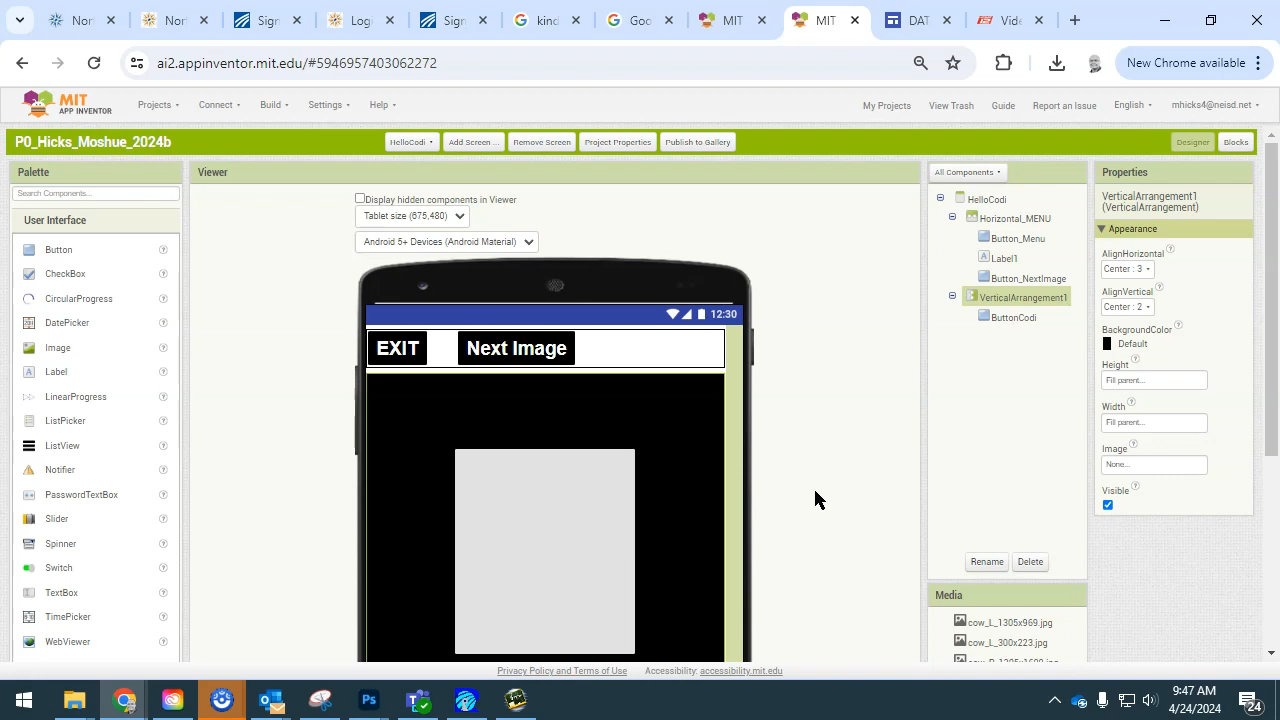 No
Nor
Sign
Log
Sign
kind
Goo
MIT
MIT
DAT
Vide
ai2.appinventor.mit.edu/#5946957403062272
New Chrome available
MIT
APP INVENTOR
Projects
Connect
Build
Settings
Help
My Projects
View Trash
Guide
Report an Issue
English
mhicks4@neisd.net
P0_Hicks_Moshue_2024b
HelloCodi
Add Screen ...
Remove Screen
Project Properties
Publish to Gallery
Designer
Blocks
Palette
Search Components...
User Interface
Button
CheckBox
CircularProgress
DatePicker
Image
Label
LinearProgress
ListPicker
ListView
Notifier
PasswordTextBox
Slider
Spinner
Switch
TextBox
TimePicker
WebViewer
Viewer
Display hidden components in Viewer
Tablet size (675,480)
Android 5+ Devices (Android Material)
12:30
EXIT
Next Image
All Components
HelloCodi
Horizontal_MENU
Button_Menu
Label1
Button_NextImage
VerticalArrangement1
ButtonCodi
Rename
Delete
Media
cow_L_1305x969.jpg
cow_L_300x223.jpg
Properties
VerticalArrangement1
(VerticalArrangement)
Appearance
AlignHorizontal
Center : 3
AlignVertical
Center : 2
BackgroundColor
Default
Height
Fill parent...
Width
Fill parent...
Image
None...
Visible
Privacy Policy and Terms of Use
Accessibility: accessibility.mit.edu
9:47 AM
4/24/2024
24